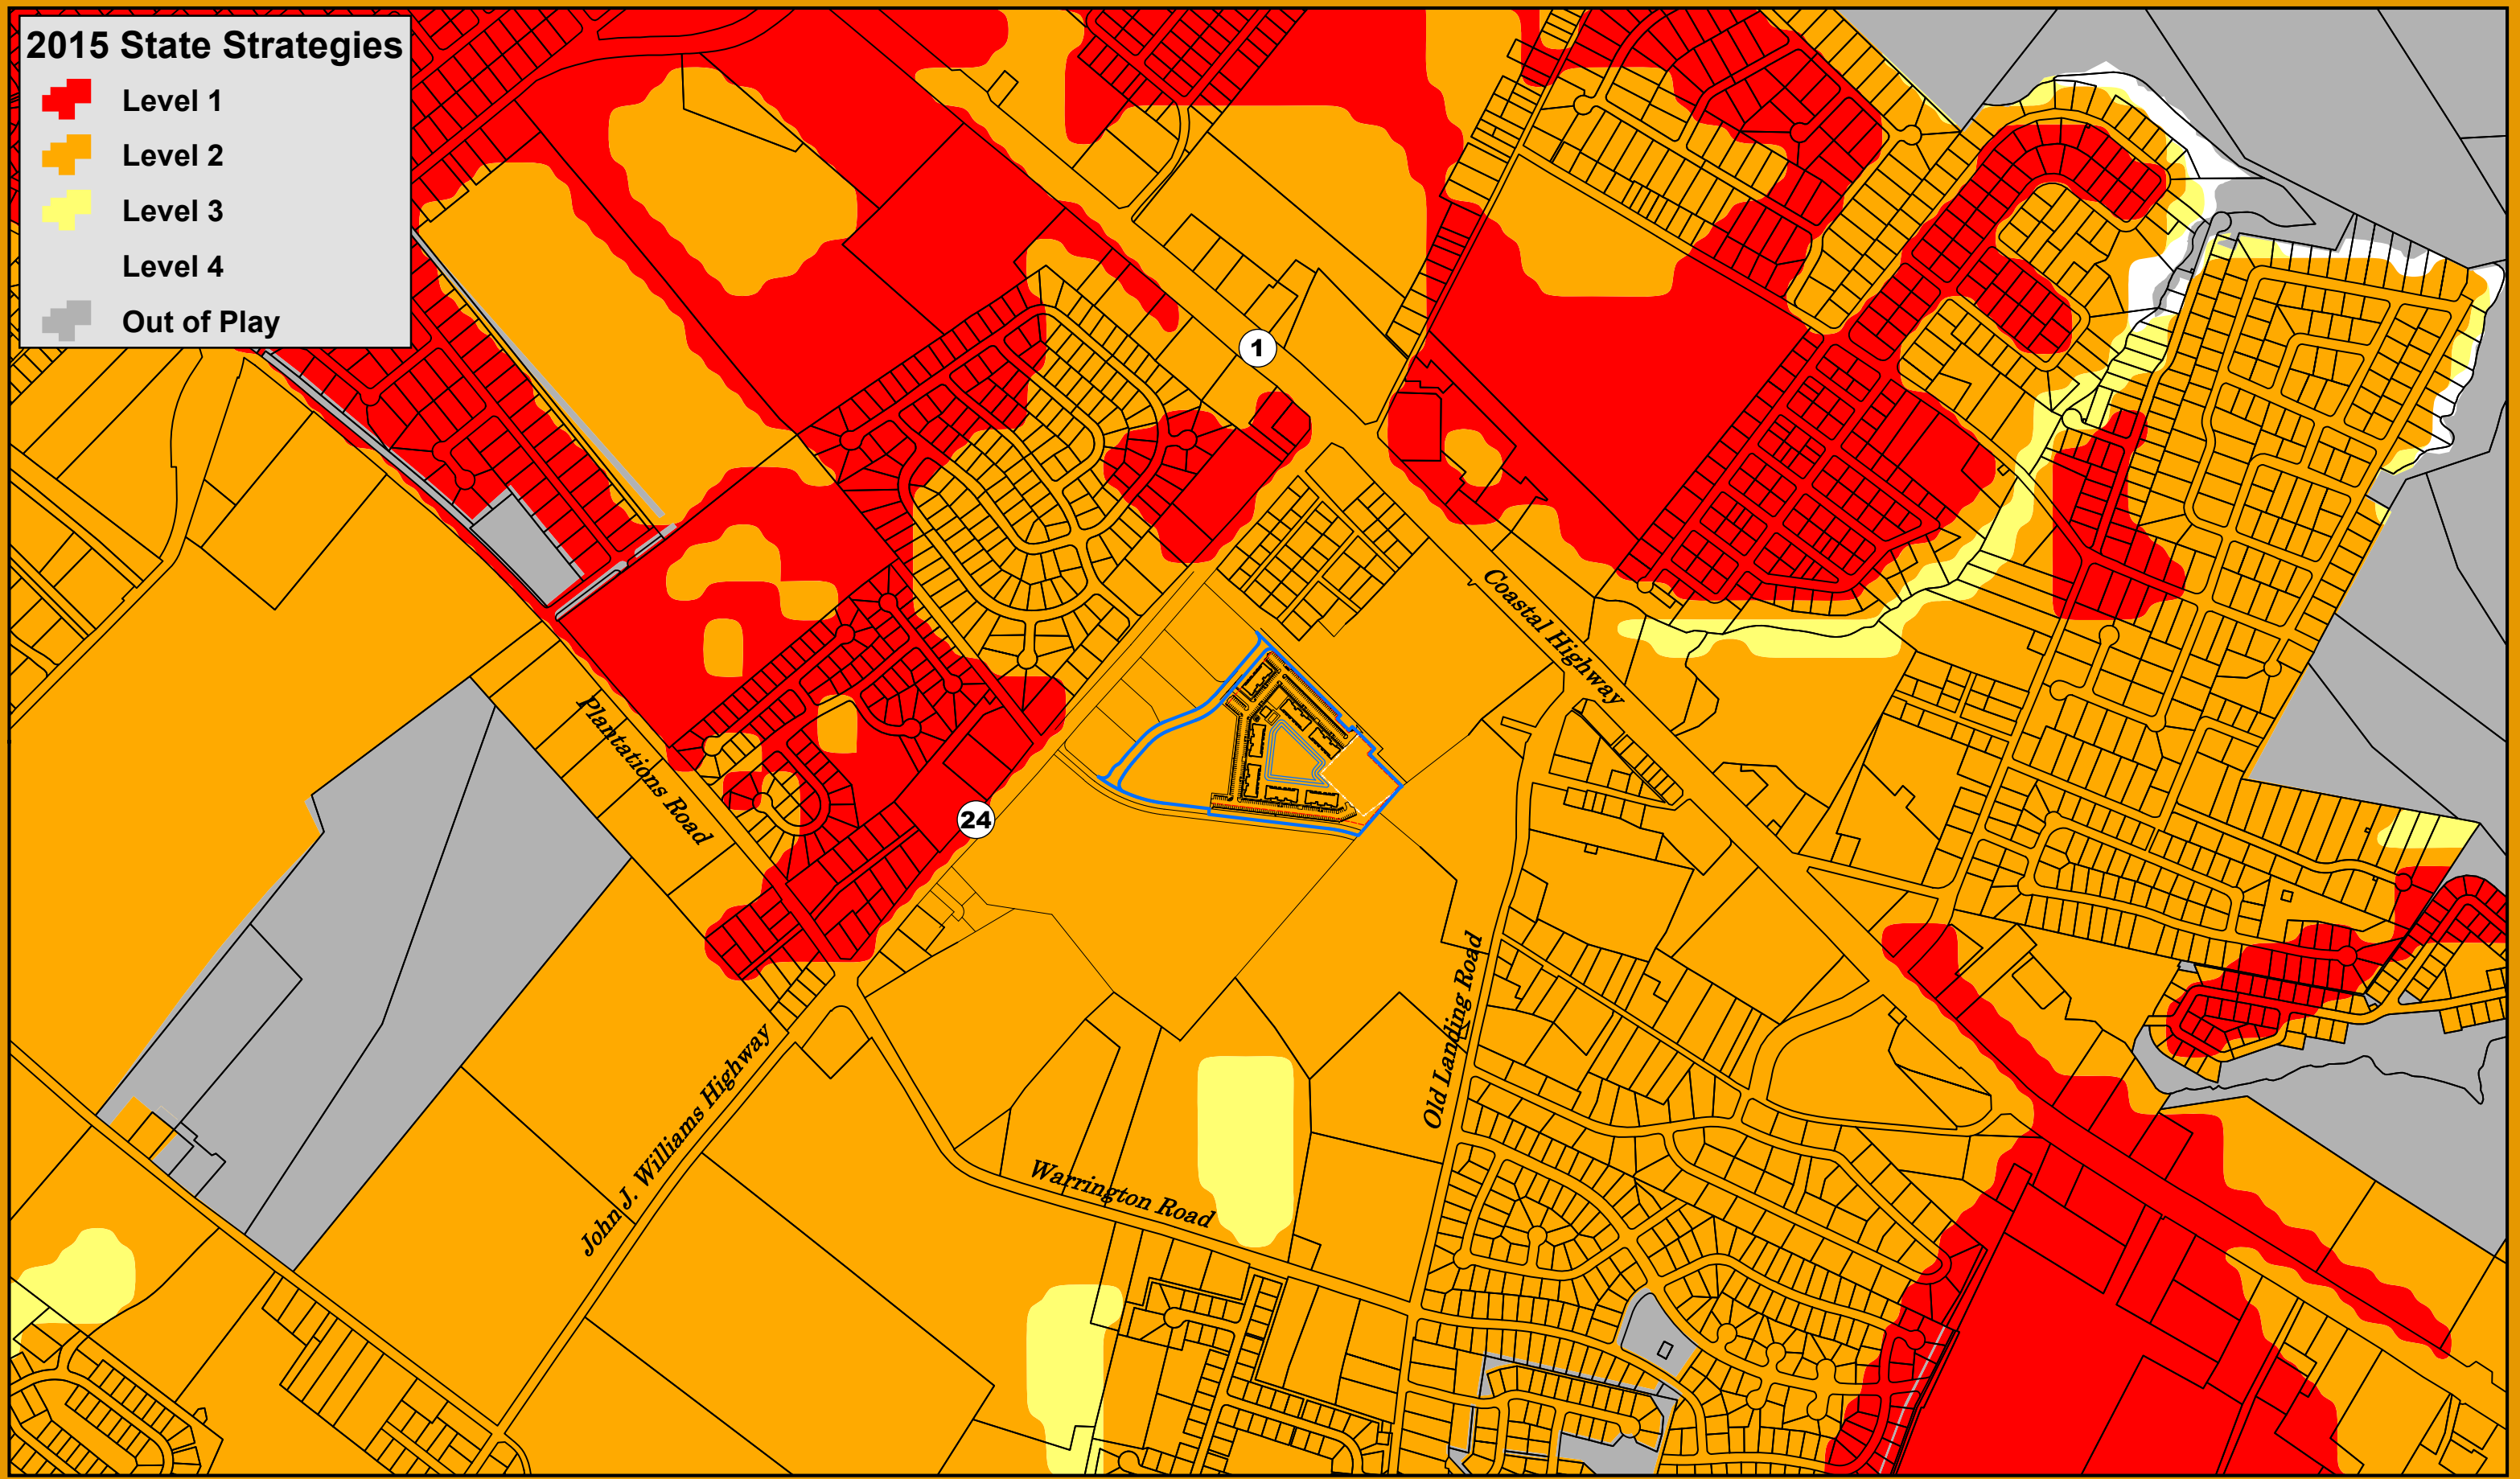 2015 State Strategies
Level 1
Level 2
Level 3
Level 4
Out of Play
1
Coastal Highway
Plantations Road
24
Old Landing Road
John J. Williams Highway
Warrington Road